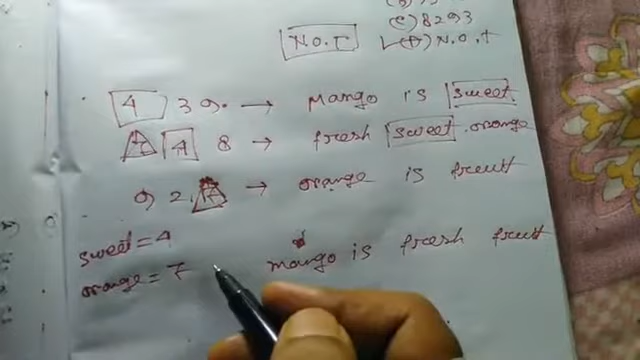 (C) 8293
N.O.T (D) N.O.T
4 3 9. → Mango is sweet
7 4 8 → fresh sweet orange
9 2. 7 → orange is fruit
sweet = 4
mango is fresh fruit
orange = 7